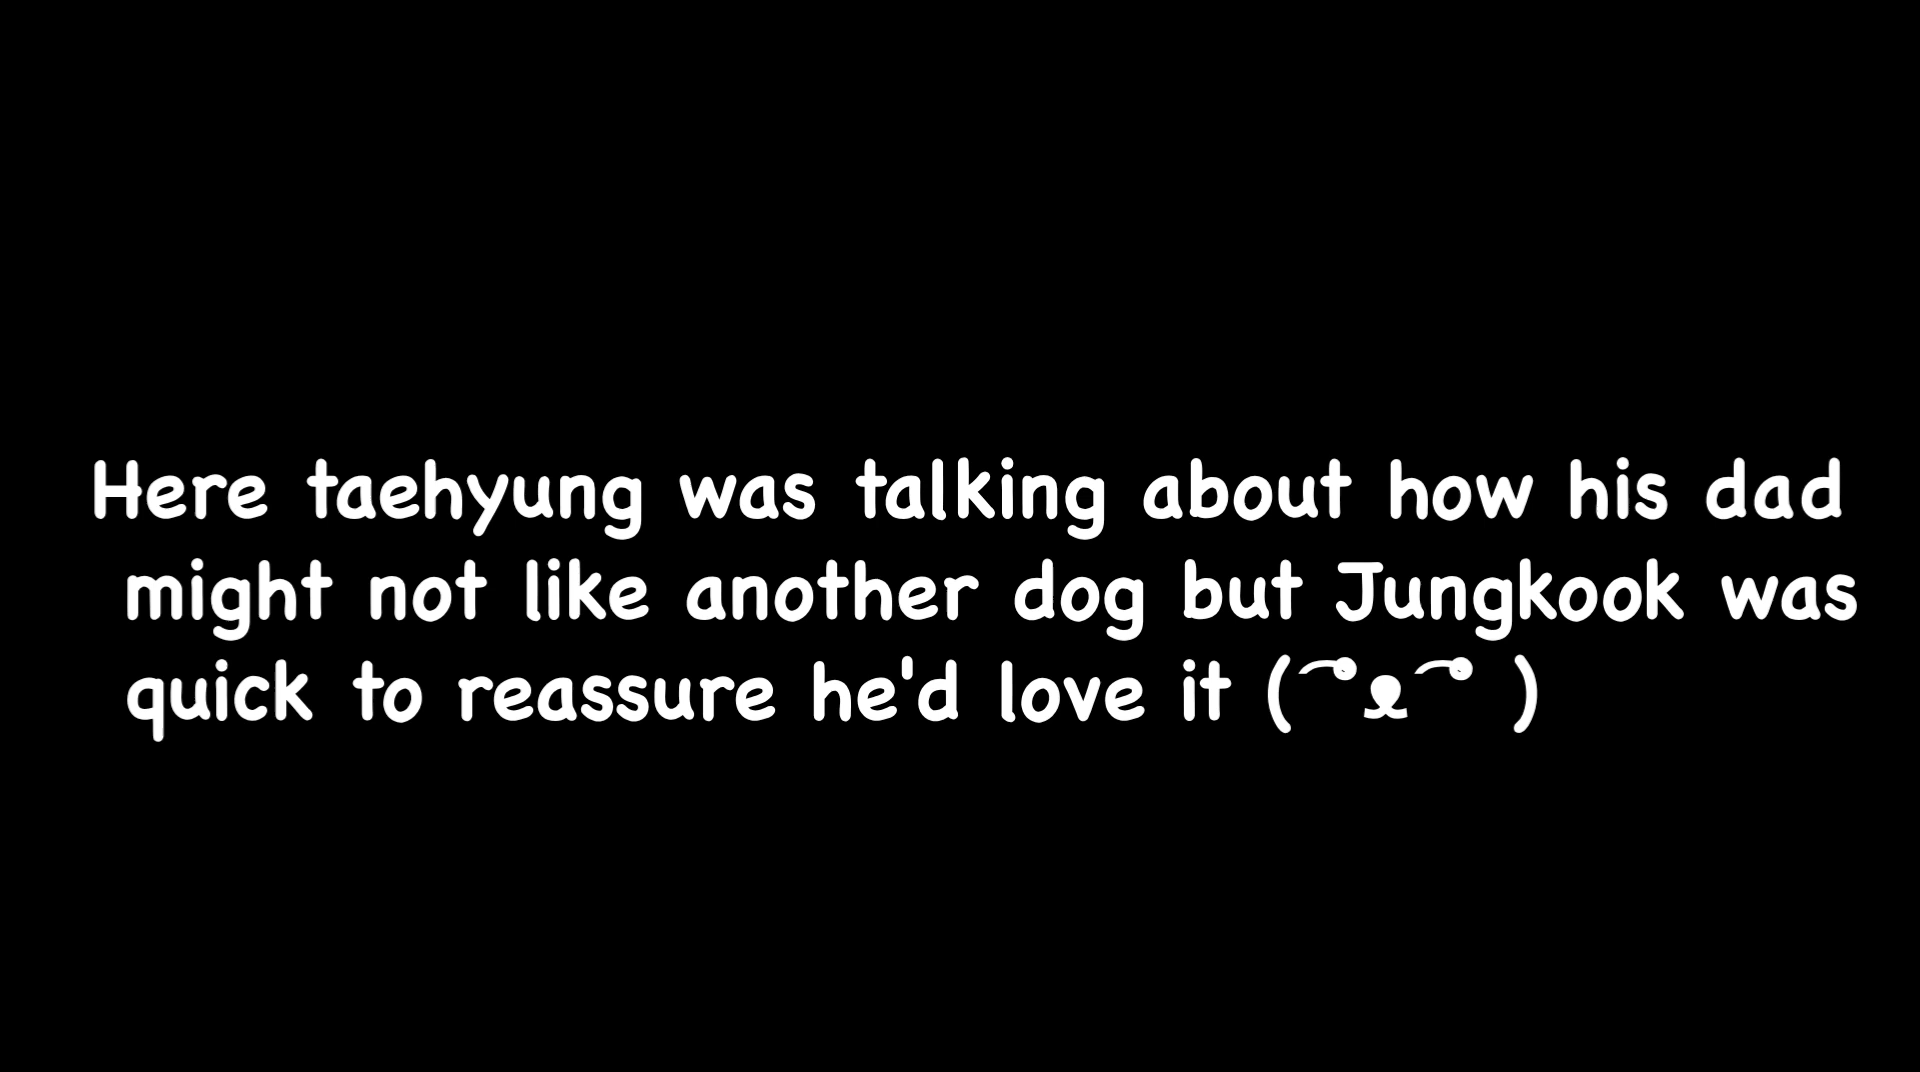 Here taehyung was talking about how his dad
might not like another dog but Jungkook was
quick to reassure he'd love it ( ͡°ᴥ ͡° )